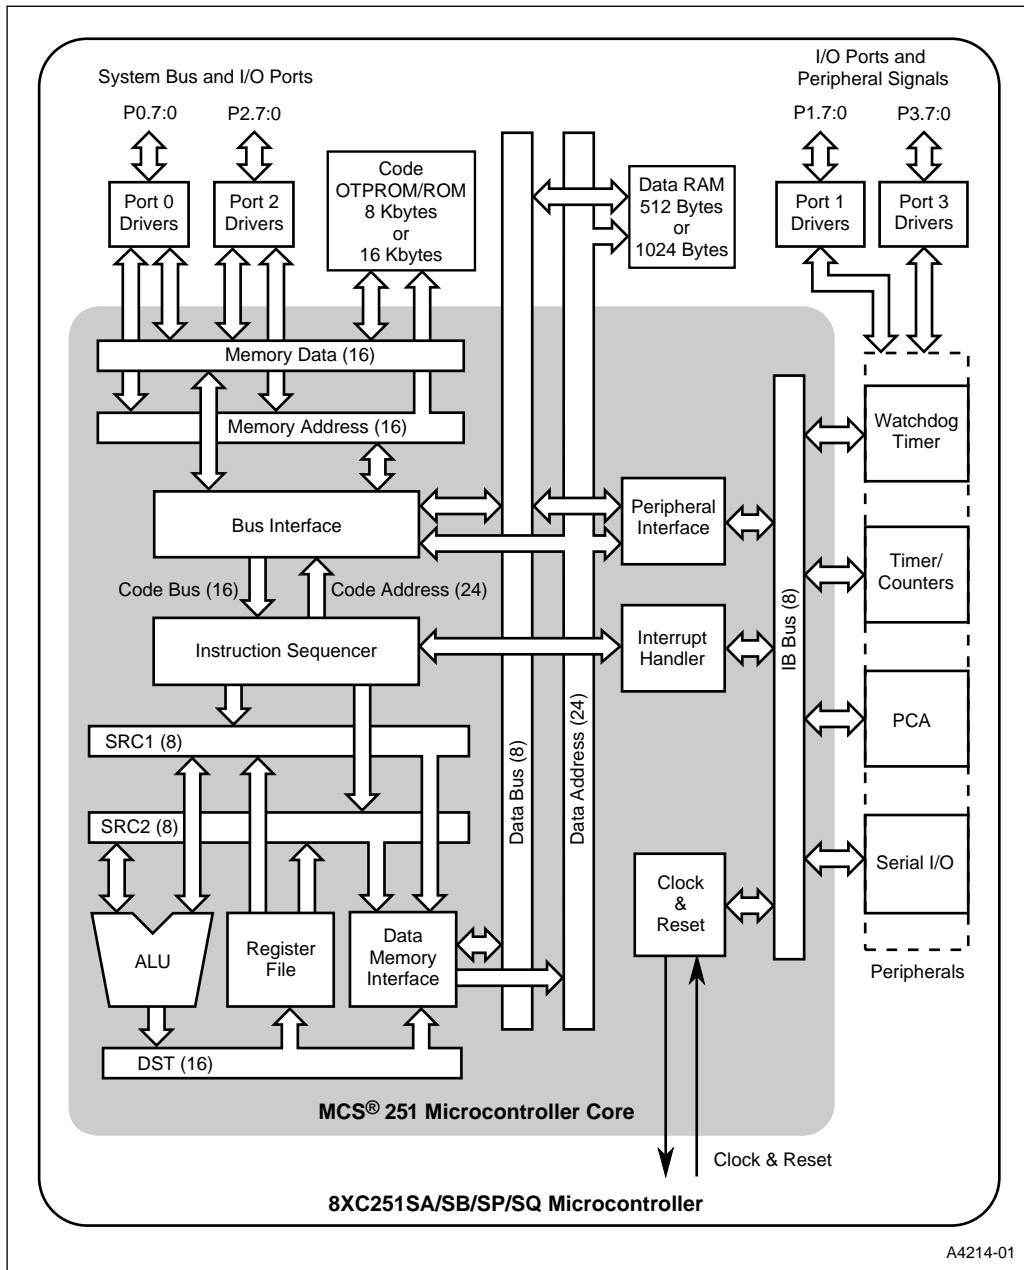 System Bus and I/O Ports
I/O Ports and
Peripheral Signals
P0.7:0
P2.7:0
P1.7:0
P3.7:0
Port 0
Drivers
Port 2
Drivers
Code
OTPROM/ROM
8 Kbytes
or
16 Kbytes
Data RAM
512 Bytes
or
1024 Bytes
Port 1
Drivers
Port 3
Drivers
Memory Data (16)
Memory Address (16)
Bus Interface
Code Bus (16)
Code Address (24)
Instruction Sequencer
SRC1 (8)
SRC2 (8)
ALU
Register
File
Data
Memory
Interface
DST (16)
Data Bus (8)
Data Address (24)
Peripheral
Interface
Interrupt
Handler
Clock
&
Reset
IB Bus (8)
Watchdog
Timer
Timer/
Counters
PCA
Serial I/O
Peripherals
MCS® 251 Microcontroller Core
Clock & Reset
8XC251SA/SB/SP/SQ Microcontroller
A4214-01